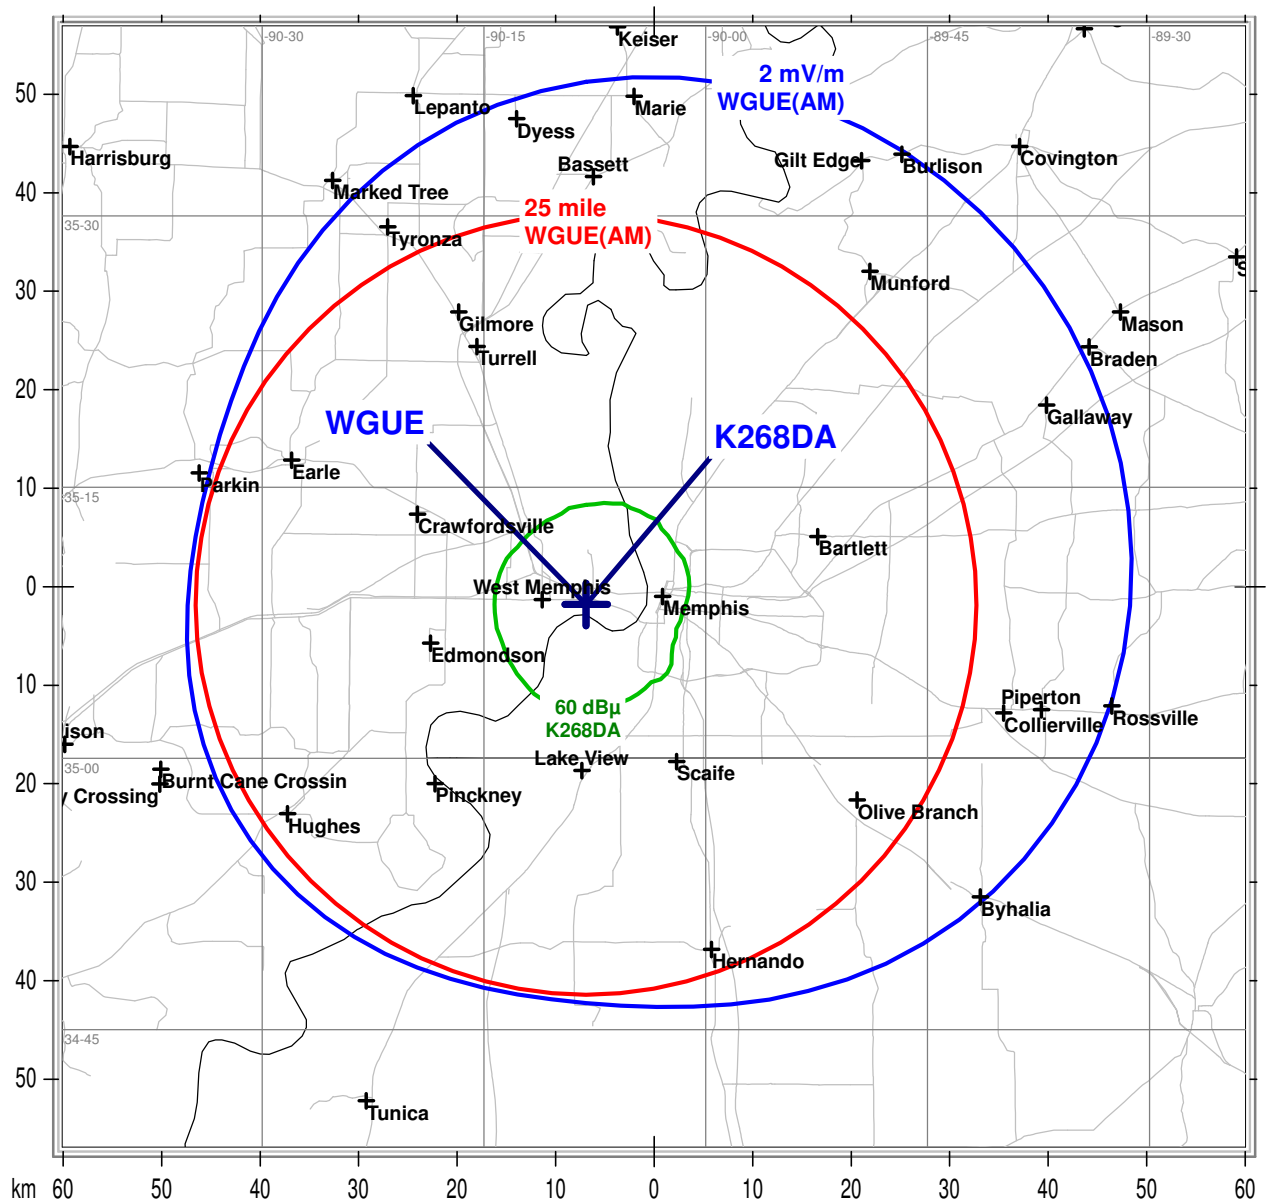 Keiser
-90-30
-90-15
-90-00
-89-45
-89-30
2 mV/m
WGUE(AM)
50
Lepanto
Marie
Dyess
Harrisburg
Bassett
Gilt Edge
Burlison
Covington
40
Marked Tree
25 mile
WGUE(AM)
35-30
Tyronza
30
Munford
Gilmore
Mason
Turrell
Braden
20
WGUE
K268DA
Gallaway
Earle
Parkin
10
35-15
Crawfordsville
Bartlett
0
West Memphis
Memphis
Edmondson
10
60 dBµ
K268DA
Piperton
Collierville
Rossville
ison
35-00
Lake View
Scaife
20
Burnt Cane Crossin
y Crossing
Pinckney
Olive Branch
Hughes
30
Byhalia
Hernando
40
34-45
50
Tunica
km 60 50 40 30 20 10 0 10 20 30 40 50 60